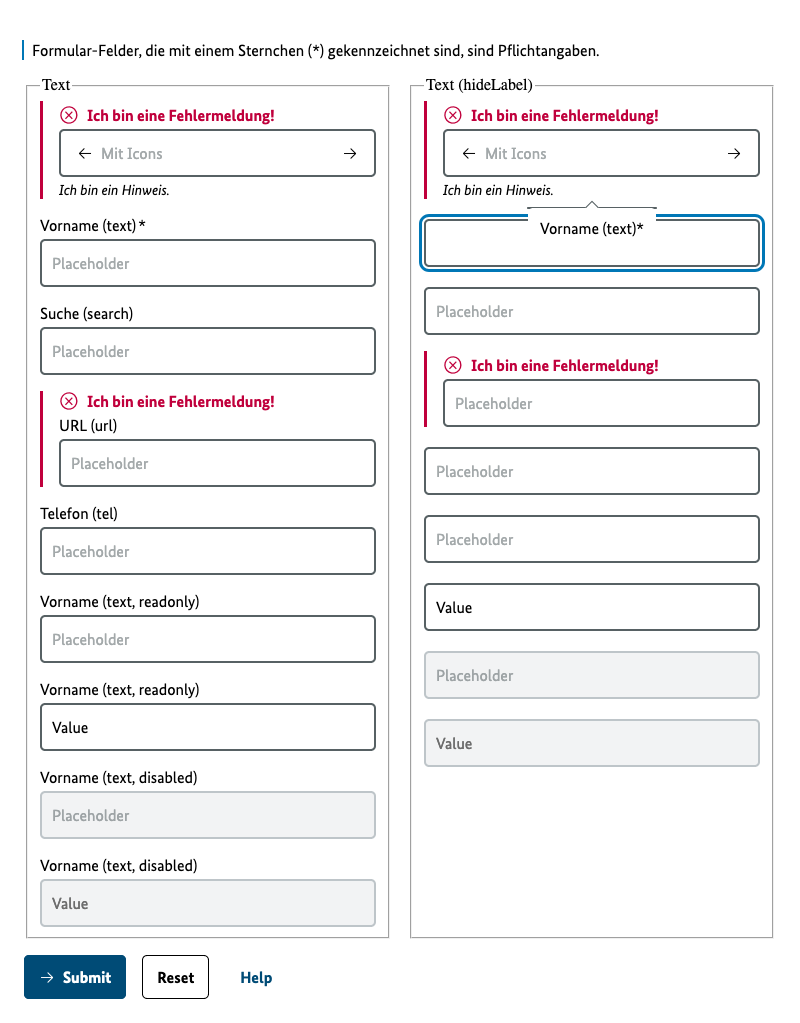 Formular-Felder, die mit einem Sternchen (*) gekennzeichnet sind, sind Pflichtangaben.
Text
Ich bin eine Fehlermeldung!
Mit Icons
Ich bin ein Hinweis.
Vorname (text)*
Placeholder
Suche (search)
Placeholder
Ich bin eine Fehlermeldung!
URL (url)
Placeholder
Telefon (tel)
Placeholder
Vorname (text, readonly)
Placeholder
Vorname (text, readonly)
Value
Vorname (text, disabled)
Placeholder
Vorname (text, disabled)
Value
Text (hideLabel)
Ich bin eine Fehlermeldung!
Mit Icons
Ich bin ein Hinweis.
Vorname (text)*
Placeholder
Ich bin eine Fehlermeldung!
Placeholder
Placeholder
Placeholder
Value
Placeholder
Value
Submit
Reset
Help